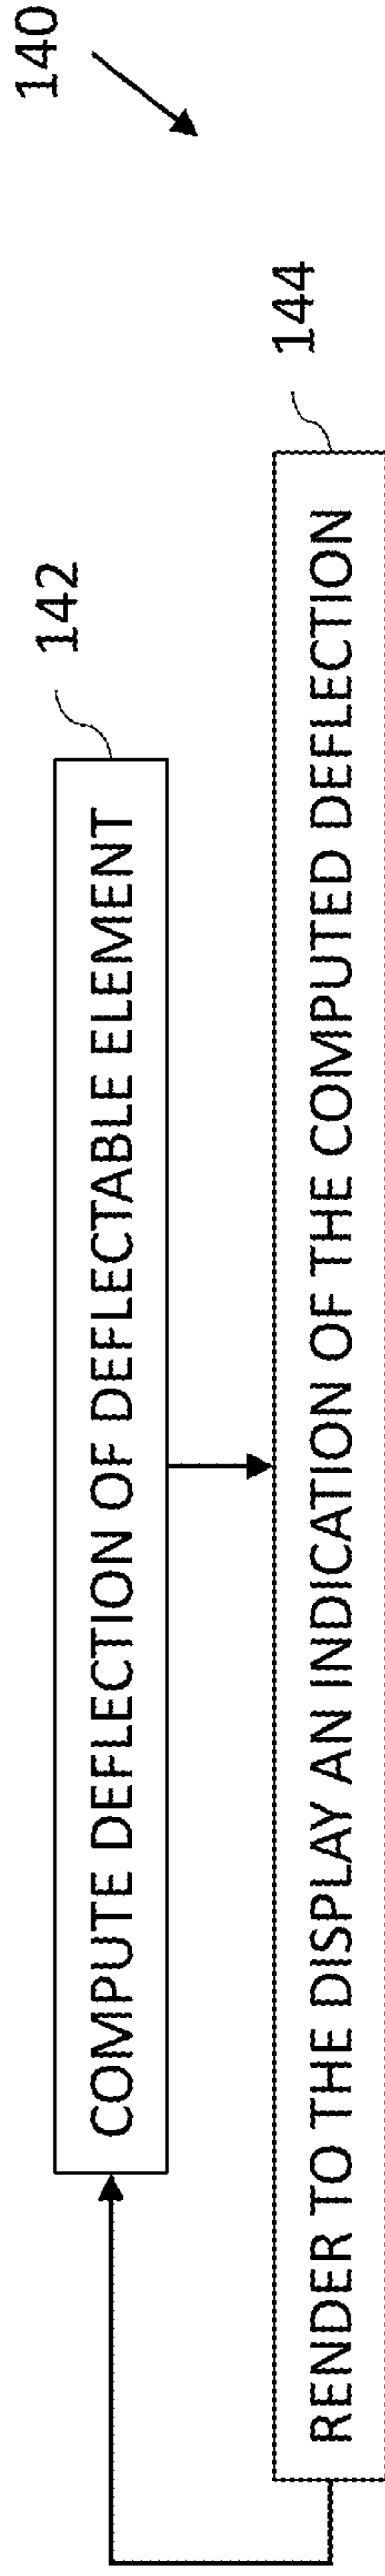 140
142
COMPUTE DEFLECTION OF DEFLECTABLE ELEMENT
144
RENDER TO THE DISPLAY AN INDICATION OF THE COMPUTED DEFLECTION